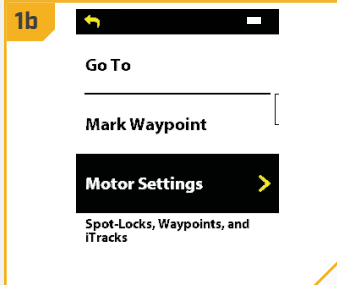 1b
Go To
Mark Waypoint
Motor Settings
Spot-Locks, Waypoints, and
iTracks